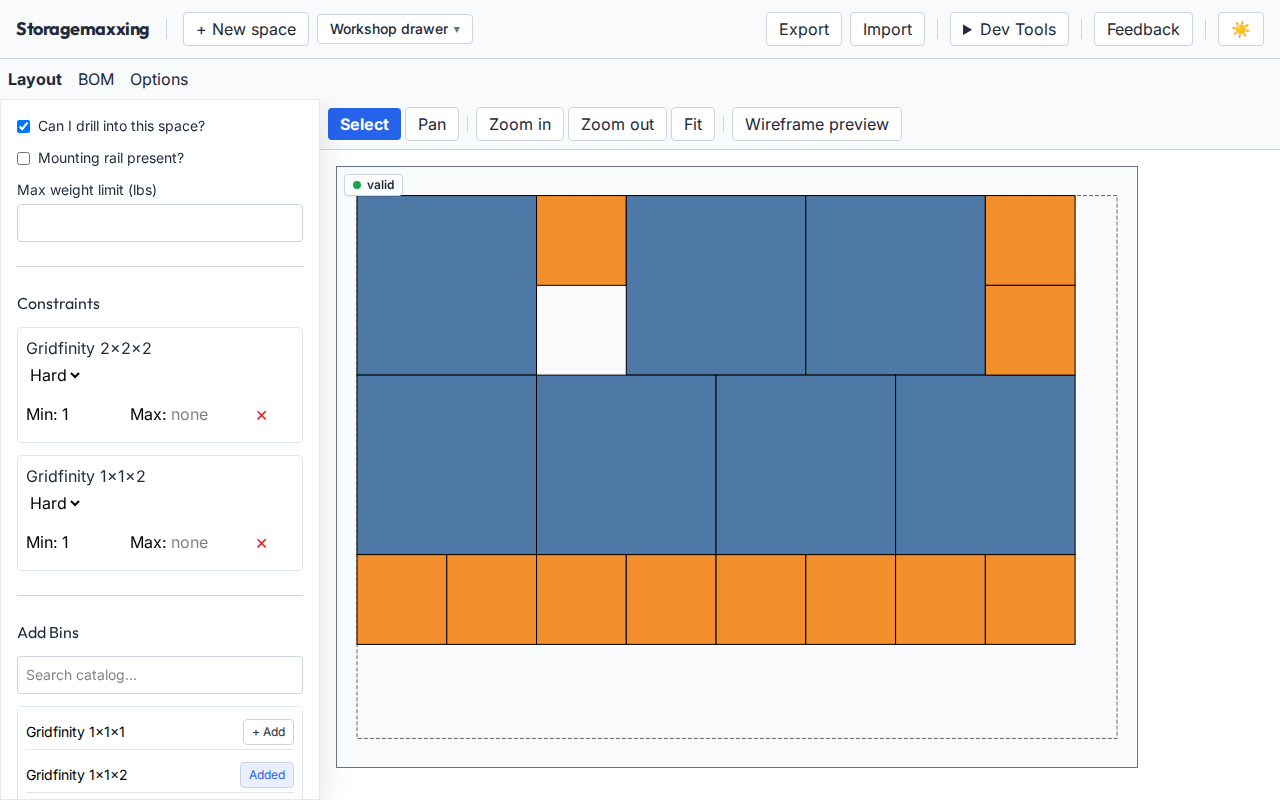 Storagemaxxing
+ New space
Workshop drawer ▾
Export
Import
▶ Dev Tools
Feedback
Layout
BOM
Options
Can I drill into this space?
Mounting rail present?
Max weight limit (lbs)
Constraints
Gridfinity 2×2×2
Hard
Min: 1
Max: none
×
Gridfinity 1×1×2
Hard
Min: 1
Max: none
×
Add Bins
Search catalog...
Gridfinity 1×1×1
+ Add
Gridfinity 1×1×2
Added
Select
Pan
Zoom in
Zoom out
Fit
Wireframe preview
valid